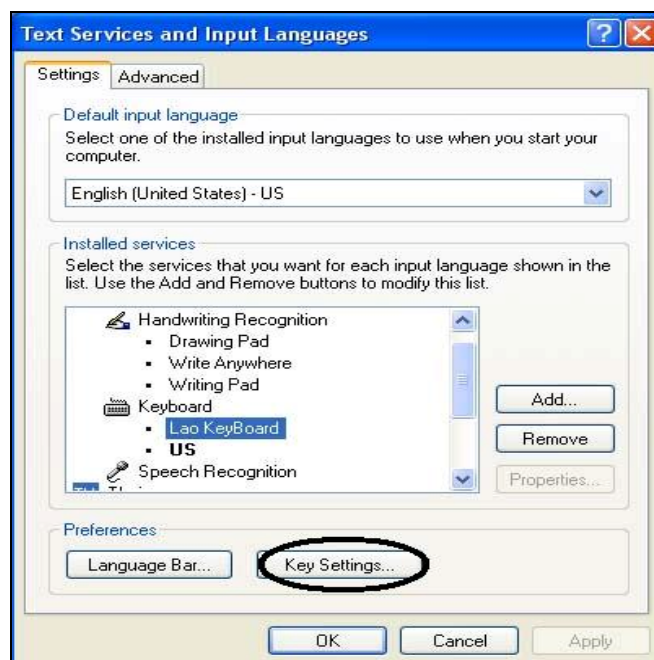 Text Services and Input Languages
Settings
Advanced
Default input language
Select one of the installed input languages to use when you start your
computer.
English (United States) - US
Installed services
Select the services that you want for each input language shown in the
list. Use the Add and Remove buttons to modify this list.
Handwriting Recognition
Drawing Pad
Write Anywhere
Writing Pad
Keyboard
Lao KeyBoard
US
Speech Recognition
Add...
Remove
Properties...
Preferences
Language Bar...
Key Settings...
OK
Cancel
Apply